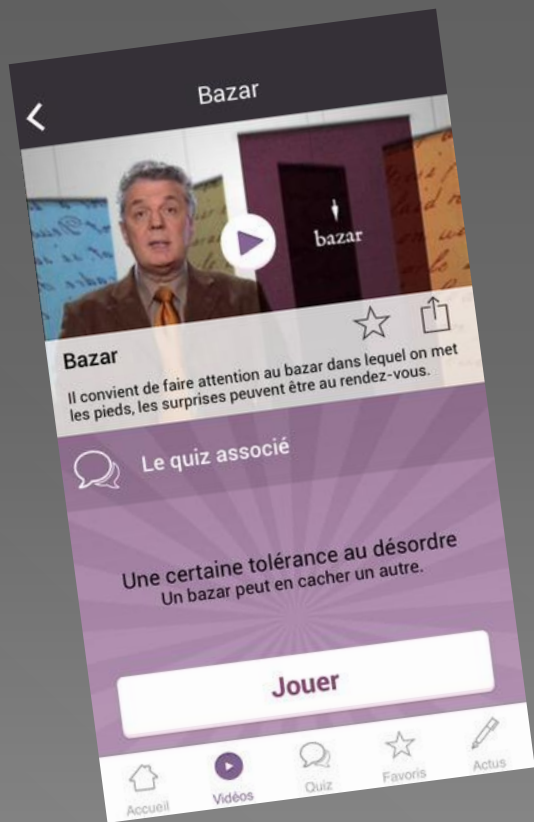 Bazar
bazar
Bazar
Il convient de faire attention au bazar dans lequel on met
les pieds, les surprises peuvent être au rendez-vous.
Le quiz associé
Une certaine tolérance au désordre
Un bazar peut en cacher un autre.
Jouer
Accueil
Vidéos
Quiz
Favoris
Actus